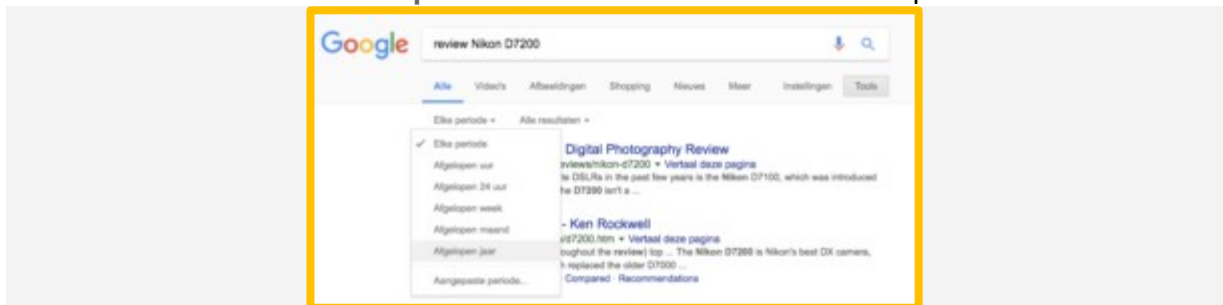 Google review Nikon D7200
Alle Video's Afbeeldingen Shopping Nieuws Meer Instellingen Tools
Elke periode Alle resultaten
Elke periode
Afgelopen uur
Afgelopen 24 uur
Afgelopen week
Afgelopen maand
Afgelopen jaar
Aangepaste periode...
Digital Photography Review
eviews/nikon-d7200 Vertaal deze pagina
te DSLRs in the past few years is the Nikon D7100, which was introduced
he D7200 isn't a ...
- Ken Rockwell
/d7200.htm Vertaal deze pagina
oughout the review) top ... The Nikon D7200 is Nikon's best DX camera,
h replaced the older D7000 ...
Compared Recommendations